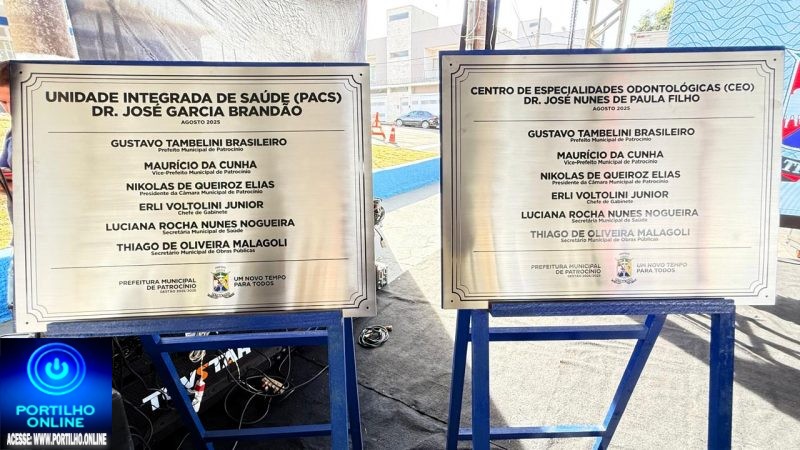 UNIDADE INTEGRADA DE SAÚDE (PACS)
DR. JOSÉ GARCIA BRANDÃO
AGOSTO 2025
GUSTAVO TAMBELINI BRASILEIRO
Prefeito Municipal de Patrocínio
MAURÍCIO DA CUNHA
Vice-Prefeito Municipal de Patrocínio
NIKOLAS DE QUEIROZ ELIAS
Presidente da Câmara Municipal de Patrocínio
ERLI VOLTOLINI JUNIOR
Chefe de Gabinete
LUCIANA ROCHA NUNES NOGUEIRA
Secretária Municipal de Saúde
THIAGO DE OLIVEIRA MALAGOLI
Secretário Municipal de Obras Públicas
PREFEITURA MUNICIPAL
DE PATROCÍNIO
GESTÃO 2025/2028
UM NOVO TEMPO
PARA TODOS
CENTRO DE ESPECIALIDADES ODONTOLÓGICAS (CEO)
DR. JOSÉ NUNES DE PAULA FILHO
AGOSTO 2025
GUSTAVO TAMBELINI BRASILEIRO
Prefeito Municipal de Patrocínio
MAURÍCIO DA CUNHA
Vice-Prefeito Municipal de Patrocínio
NIKOLAS DE QUEIROZ ELIAS
Presidente da Câmara Municipal de Patrocínio
ERLI VOLTOLINI JUNIOR
Chefe de Gabinete
LUCIANA ROCHA NUNES NOGUEIRA
Secretária Municipal de Saúde
THIAGO DE OLIVEIRA MALAGOLI
Secretário Municipal de Obras Públicas
PREFEITURA MUNICIPAL
DE PATROCÍNIO
GESTÃO 2025/2028
UM NOVO TEMPO
PARA TODOS
PORTILHO
ONLINE
ACESSE: WWW.PORTILHO.ONLINE